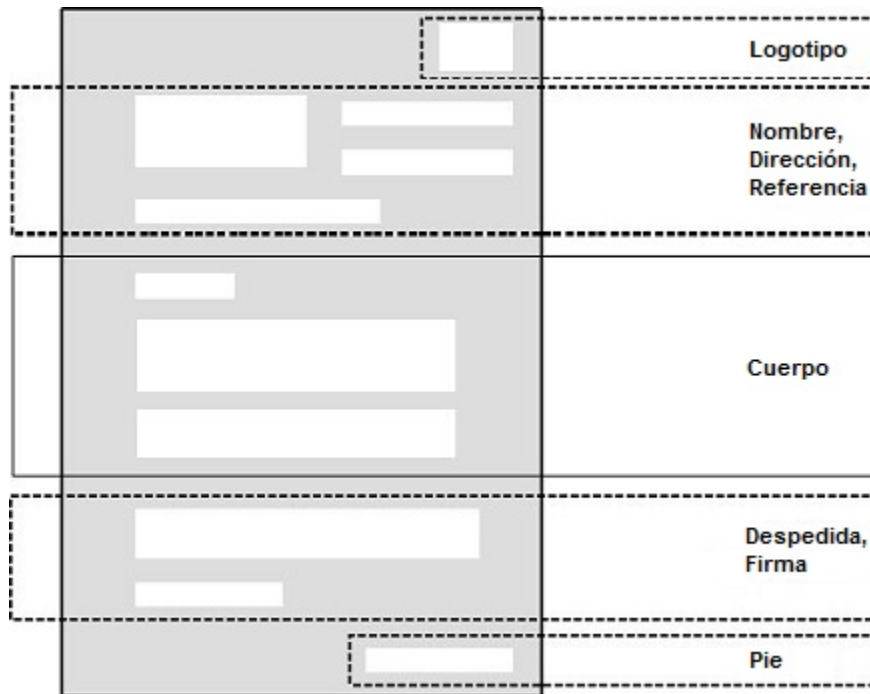 Logotipo
Nombre,
Dirección,
Referencia
Cuerpo
Despedida,
Firma
Pie